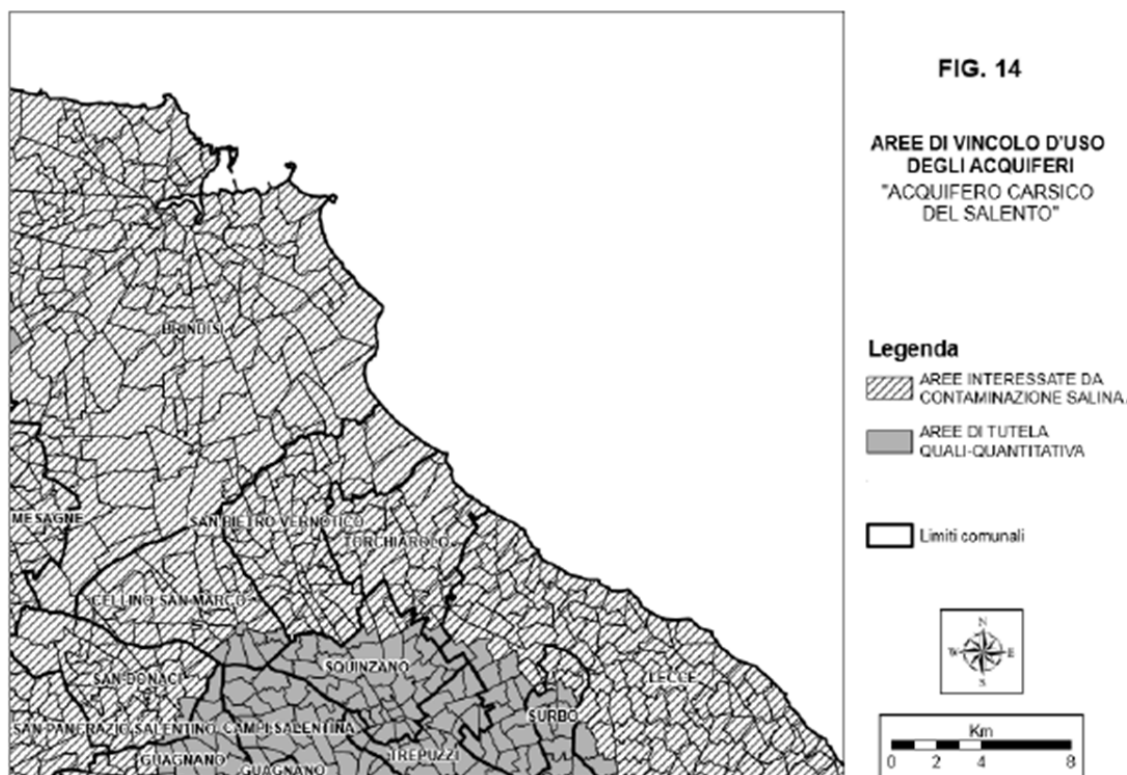 FIG. 14
AREE DI VINCOLO D'USO
DEGLI ACQUIFERI
"ACQUIFERO CARSICO
DEL SALENTO"
Legenda
AREE INTERESSATE DA
CONTAMINAZIONE SALINA.
AREE DI TUTELA
QUALI-QUANTITATIVA
Limiti comunali
N
W E
S
Km
0 2 4 8
BRINDISI
MESAGNE
SAN PIETRO VERNOTICO
TORCHIAROLO
CELLINO SAN MARCO
SQUINZANO
SAN DONACI
LECCE
SURBO
SAN PANCRAZIO SALENTINO
CAMPI SALENTINA
TREPUZZI
GUAGNANO
GUAGNANO